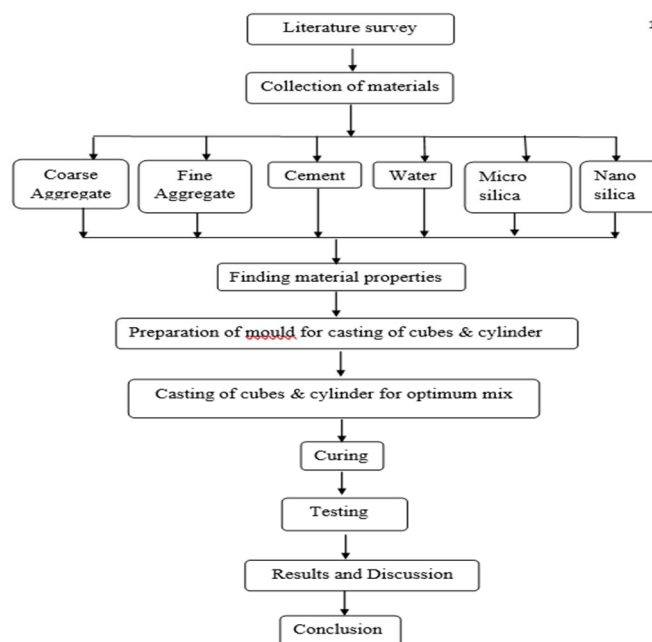 Literature survey
1
Collection of materials
Coarse
Aggregate
Fine
Aggregate
Cement
Water
Micro
silica
Nano
silica
Finding material properties
Preparation of mould for casting of cubes & cylinder
Casting of cubes & cylinder for optimum mix
Curing
Testing
Results and Discussion
Conclusion